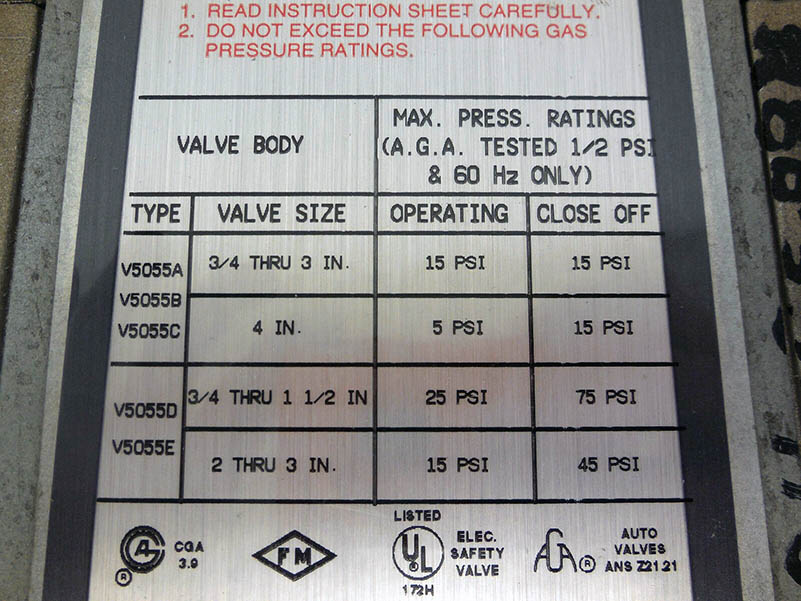 1. READ INSTRUCTION SHEET CAREFULLY.
2. DO NOT EXCEED THE FOLLOWING GAS
PRESSURE RATINGS.
VALVE BODY
MAX. PRESS. RATINGS
(A.G.A. TESTED 1/2 PSI
& 60 Hz ONLY)
TYPE VALVE SIZE OPERATING CLOSE OFF
V5055A
V5055B
V5055C
3/4 THRU 3 IN. 15 PSI 15 PSI
4 IN. 5 PSI 15 PSI
V5055D
V5055E
3/4 THRU 1 1/2 IN 25 PSI 75 PSI
2 THRU 3 IN. 15 PSI 45 PSI
CGA
3.9
®
FM
LISTED
UL
172H
ELEC.
SAFETY
VALVE
AGA ®
AUTO
VALVES
ANS Z21.21